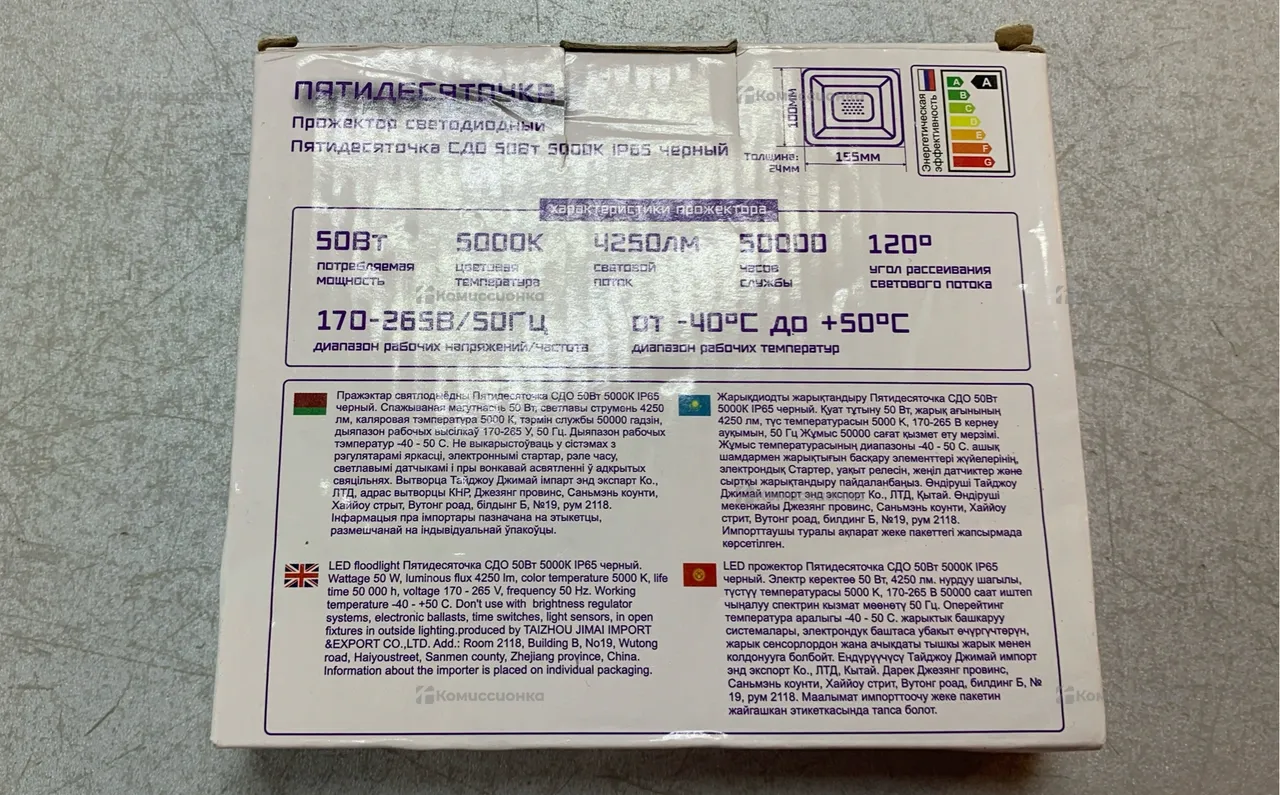 ПЯТИДЕСЯТОЧКА
Прожектор светодиодный
Пятидесяточка СДО 50Вт 5000К IP65 черный
100мм
Толщина:
24мм
155мм
Энергетическая
эффективность
A
B
C
D
E
F
G
A
характеристики прожектора
50Вт
потребляемая
мощность
5000К
цветовая
температура
4250лм
световой
поток
50000
часов
службы
120°
угол рассеивания
светового потока
170-265В/50Гц
диапазон рабочих напряжений/частота
от -40°С до +50°С
диапазон рабочих температур
Пражэктар святлодыёдны Пятидесяточка СДО 50Вт 5000К IP65
черный. Спажываная магутнасць 50 Вт, светлавы струмень 4250
лм, каляровая тэмпература 5000 К, тэрмін службы 50000 гадзін,
дыяпазон рабочых высілкаў 170-265 У, 50 Гц. Дыяпазон рабочых
тэмператур -40 - 50 С. Не выкарыстоўваць у сістэмах з
рэгулятарамі яркасці, электроннымі стартар, рэле часу,
светлавымі датчыкамі і пры вонкавай асвятленні ў адкрытых
свяцільнях. Вытворца Тайджоу Джимай імпарт энд экспарт Ко.,
ЛТД, адрас вытворцы КНР, Джезянг провинс, Саньмэнь коунти,
Хаййоу стрыт, Вутонг роад, білдынг Б, №19, рум 2118.
Інфармацыя пра імпартары пазначана на этыкетцы,
размешчанай на індывідуальнай ўпакоўцы.
Жарықдиодты жарықтандыру Пятидесяточка СДО 50Вт
5000К IP65 черный. Қуат тұтыну 50 Вт, жарық ағынының
4250 лм, түс температурасын 5000 К, 170-265 В кернеу
ауқымын, 50 Гц Жұмыс 50000 сағат қызмет ету мерзімі.
Жұмыс температурасының диапазоны -40 - 50 С. ашық
шамдармен жарықтығын басқару элементтері жүйелерінің,
электрондық Стартер, уақыт релесін, жеңіл датчиктер және
сыртқы жарықтандыру пайдаланбаңыз. Өндіруші Тайджоу
Джимай импорт энд экспорт Ко., ЛТД, Қытай. Өндіруші
мекенжайы Джезянг провинс, Саньмэнь коунти, Хаййоу
стрит, Вутонг роад, билдинг Б, №19, рум 2118.
Импорттаушы туралы ақпарат жеке пакеттегі жапсырмада
көрсетілген.
LED floodlight Пятидесяточка СДО 50Вт 5000К IP65 черный.
Wattage 50 W, luminous flux 4250 lm, color temperature 5000 K, life
time 50 000 h, voltage 170 - 265 V, frequency 50 Hz. Working
temperature -40 - +50 C. Don't use with brightness regulator
systems, electronic ballasts, time switches, light sensors, in open
fixtures in outside lighting.produced by TAIZHOU JIMAI IMPORT
&EXPORT CO.,LTD. Add.: Room 2118, Building B, No19, Wutong
road, Haiyoustreet, Sanmen county, Zhejiang province, China.
Information about the importer is placed on individual packaging.
LED прожектор Пятидесяточка СДО 50Вт 5000К IP65
черный. Электр керектөө 50 Вт, 4250 лм. нурдуу шагылы,
түстүү температурасы 5000 К, 170-265 В 50000 саат иштеп
чыңалуу спектрин кызмат мөөнөтү 50 Гц. Оперейтинг
температура аралыгы -40 - 50 С. жарыктык башкаруу
системалары, электрондук баштаса убакыт өчүргүчтөрүн,
жарык сенсорлордон жана ачыкдаты тышкы жарык менен
колдонууга болбойт. Ендүрүүчүсү Тайджоу Джимай импорт
энд экспорт Ко., ЛТД, Кытай. Дарек Джезянг провинс,
Саньмэнь коунти, Хаййоу стрит, Вутонг роад, билдинг Б, №
19, рум 2118. Маалымат импорттоочу жеке пакетин
жайгашкан этикеткасында тапса болот.
Комиссионка
Комиссионка
Комиссионка
Комиссионка